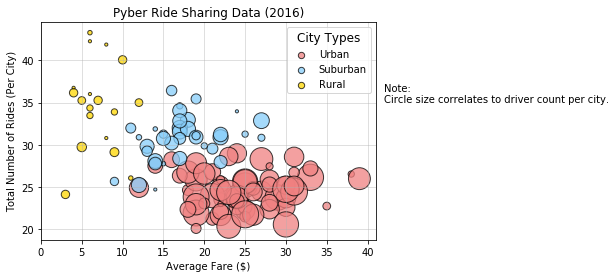 Pyber Ride Sharing Data (2016)
Total Number of Rides (Per City)
40
35
30
25
20
0
5
10
15
20
25
30
35
40
Average Fare ($)
City Types
Urban
Suburban
Rural
Note:
Circle size correlates to driver count per city.